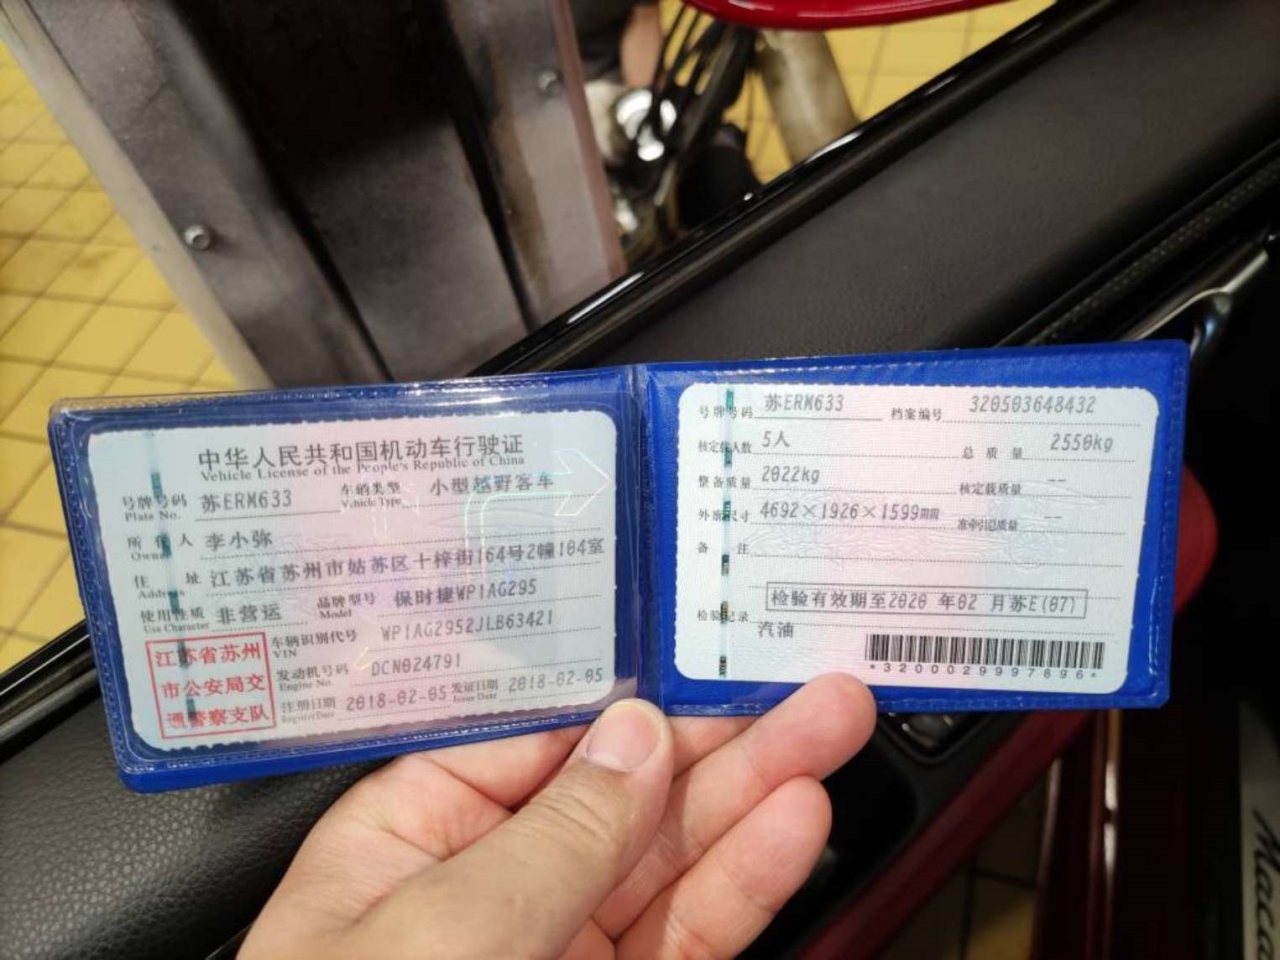 中华人民共和国机动车行驶证
Vehicle License of the People's Republic of China
号牌号码 苏ERM633 车辆类型 小型越野客车
Plate No. Vehicle Type
所有人 李小弥
Owner
住址 江苏省苏州市姑苏区十梓街164号2幢104室
Address
使用性质 非营运 品牌型号 保时捷WP1AG295
Use Character Model
江苏省苏州
市公安局交
通警察支队
车辆识别代号 WP1AG2952JLB63421
VIN
发动机号码 DCN024791
Engine No.
注册日期 2018-02-05 发证日期 2018-02-05
Register Date Issue Date
号牌号码 苏ERM633 档案编号 320503648432
核定载人数 5人 总质量 2550kg
整备质量 2022kg 核定载质量 --
外廓尺寸 4692×1926×1599mm 准牵引总质量 --
备注
检验有效期至2020 年02 月苏E(07)
检验记录
汽油
*3200029997696*
Maca